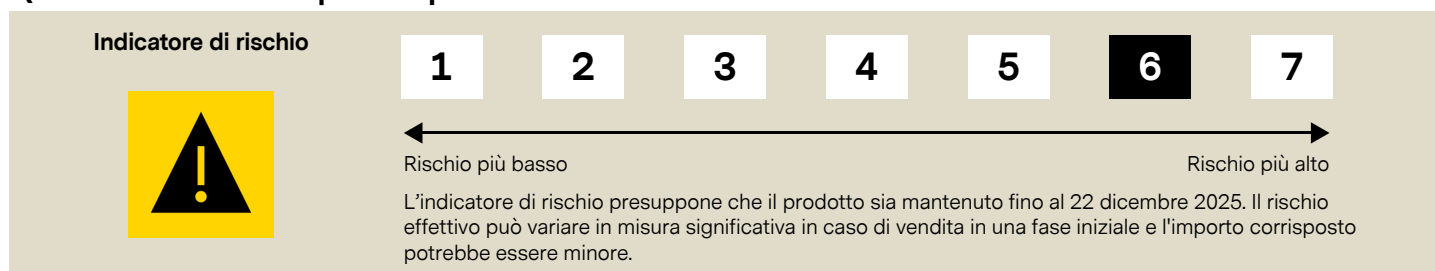 Indicatore di rischio
1 2 3 4 5 6 7
Rischio più basso Rischio più alto
L'indicatore di rischio presuppone che il prodotto sia mantenuto fino al 22 dicembre 2025. Il rischio
effettivo può variare in misura significativa in caso di vendita in una fase iniziale e l'importo corrisposto
potrebbe essere minore.